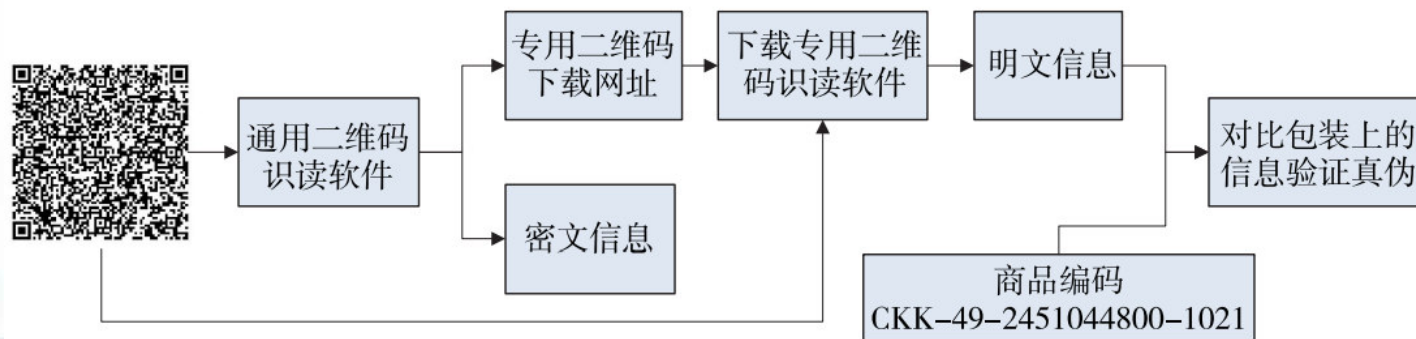 通用二维码
识读软件
专用二维码
下载网址
密文信息
下载专用二维
码识读软件
明文信息
商品编码
CKK-49-2451044800-1021
对比包装上的
信息验证真伪